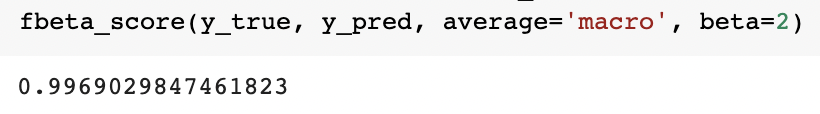 fbeta_score(y_true, y_pred, average='macro', beta=2)
0.9969029847461823